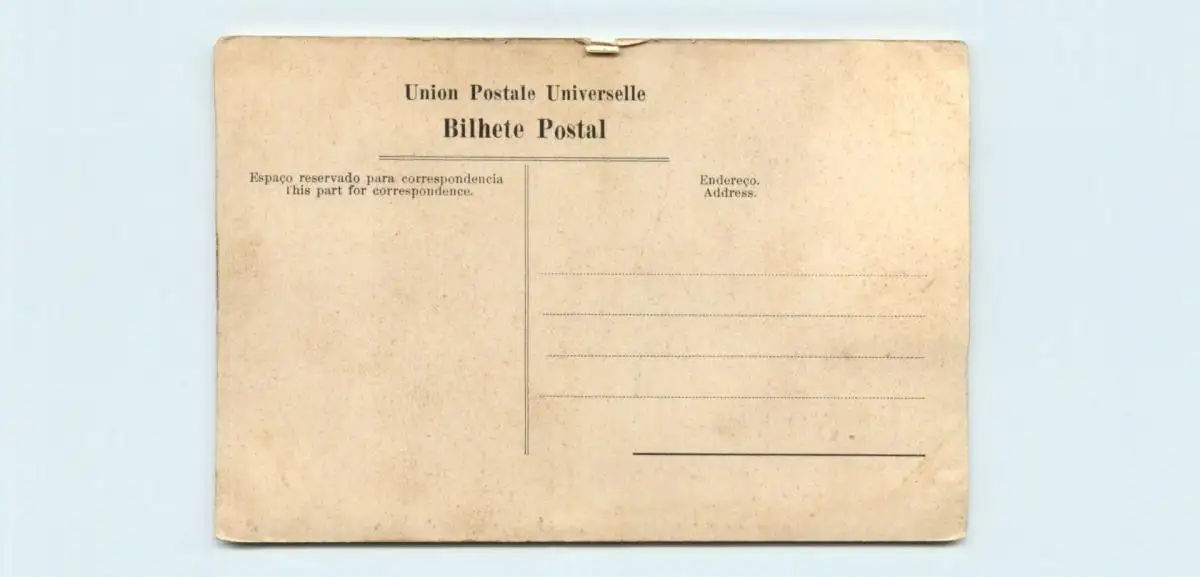 Union Postale Universelle
Bilhete Postal
Espaço reservado para correspondencia
This part for correspondence.
Endereço.
Address.